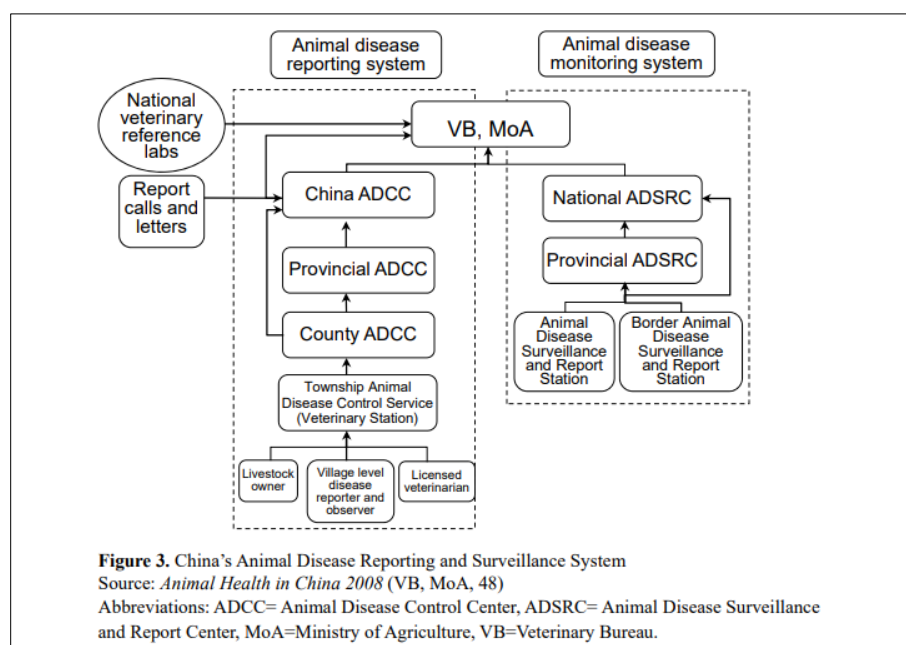 Animal disease
reporting system
Animal disease
monitoring system
National
veterinary
reference
labs
VB, MoA
Report
calls and
letters
China ADCC
National ADSRC
Provincial ADCC
Provincial ADSRC
County ADCC
Animal
Disease
Surveillance
and Report
Station
Border Animal
Disease
Surveillance
and Report
Station
Township Animal
Disease Control Service
(Veterinary Station)
Livestock
owner
Village level
disease
reporter and
observer
Licensed
veterinarian
Figure 3. China's Animal Disease Reporting and Surveillance System
Source: Animal Health in China 2008 (VB, MoA, 48)
Abbreviations: ADCC= Animal Disease Control Center, ADSRC= Animal Disease Surveillance
and Report Center, MoA=Ministry of Agriculture, VB=Veterinary Bureau.